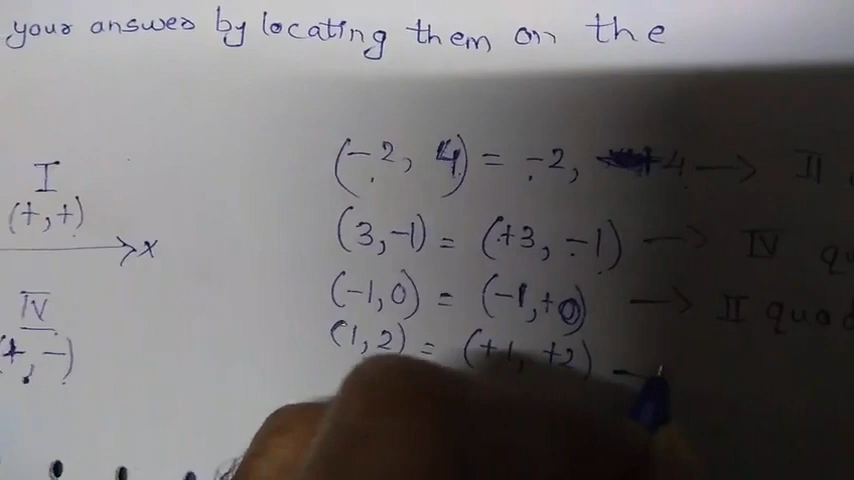 your answer by locating them on the
I
(+,+)
x
IV
(+,-)
(-2, 4) = -2, +4 → II
(3,-1) = (+3, -1) → IV qu
(-1,0) = (-1,+0) → II quad
(1,2) = (+1, +2) —